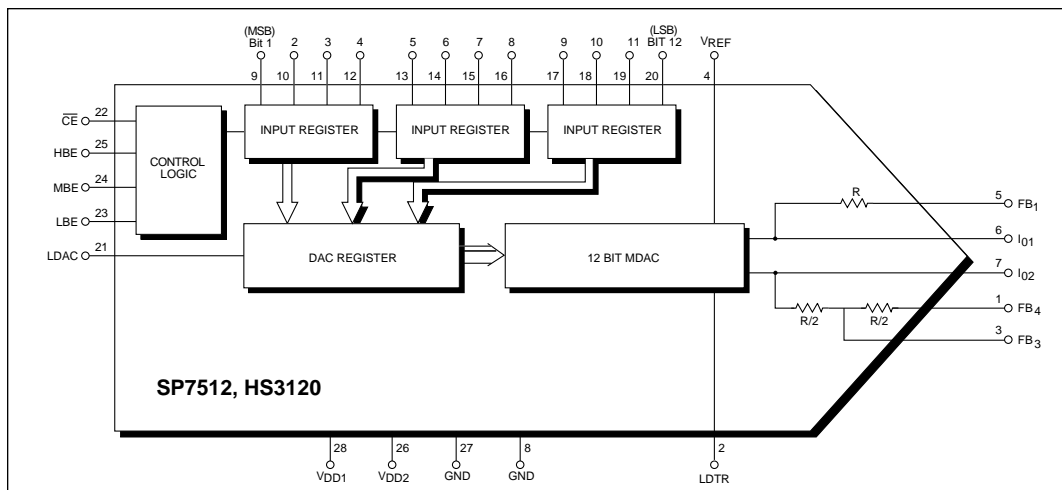 (MSB) (LSB)
Bit 1 2 3 4 5 6 7 8 9 10 11 BIT 12 VREF
9 10 11 12 13 14 15 16 17 18 19 20 4
CE 22
HBE 25
MBE 24
LBE 23
LDAC 21
CONTROL
LOGIC
INPUT REGISTER INPUT REGISTER INPUT REGISTER
DAC REGISTER 12 BIT MDAC
R 5 FB1
6 I01
7 I02
R/2 R/2 1 FB4
3 FB3
SP7512, HS3120
28 26 27 8 2
VDD1 VDD2 GND GND LDTR